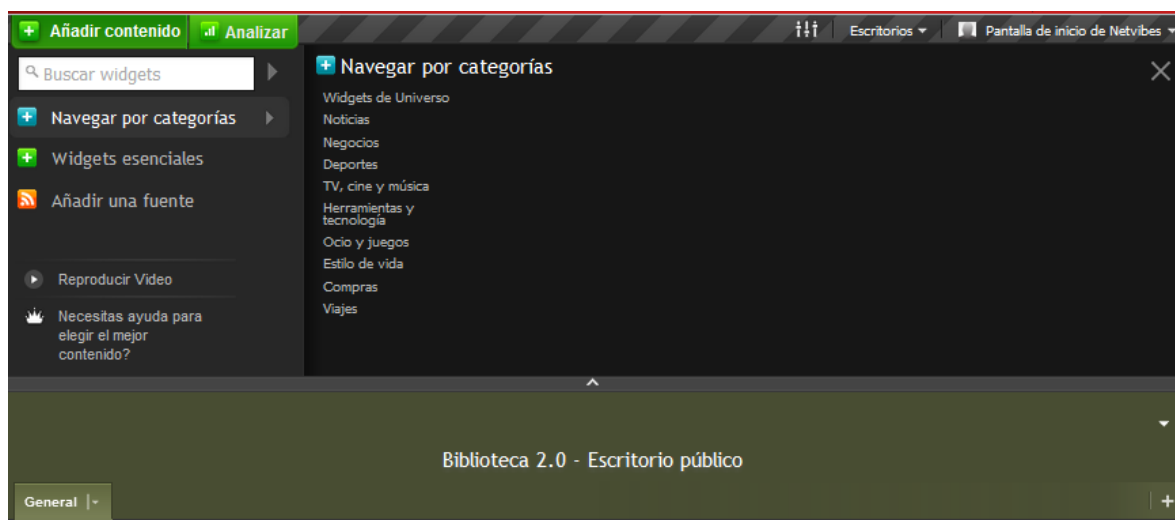 Añadir contenido
Analizar
Escritorios
Pantalla de inicio de Netvibes
Buscar widgets
Navegar por categorías
Widgets esenciales
Añadir una fuente
Reproducir Video
Necesitas ayuda para
elegir el mejor
contenido?
Navegar por categorías
Widgets de Universo
Noticias
Negocios
Deportes
TV, cine y música
Herramientas y
tecnología
Ocio y juegos
Estilo de vida
Compras
Viajes
Biblioteca 2.0 - Escritorio público
General